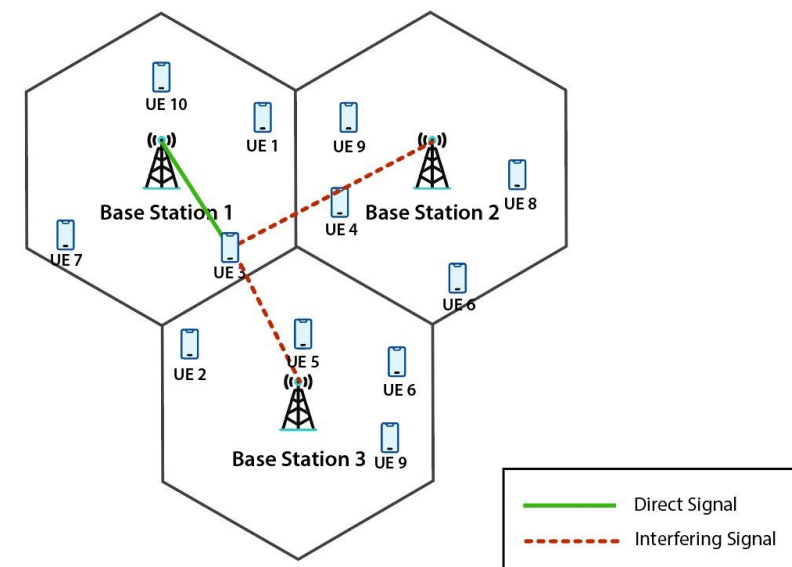 UE 10
UE 1
UE 9
Base Station 1
Base Station 2
UE 8
UE 4
UE 7
UE 3
UE 6
UE 2
UE 5
UE 6
Base Station 3
UE 9
Direct Signal
Interfering Signal